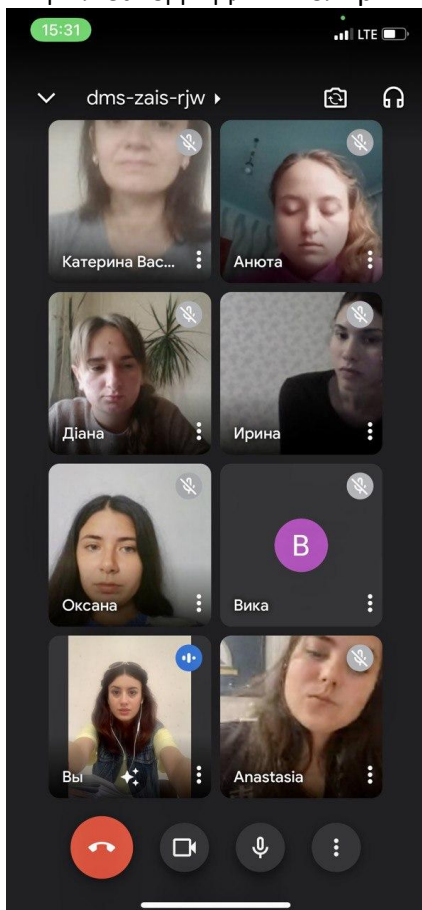 15:31
LTE
dms-zais-rjw
Катерина Вас...
Анюта
Діана
Ирина
Оксана
В
Вика
Вы
Anastasia